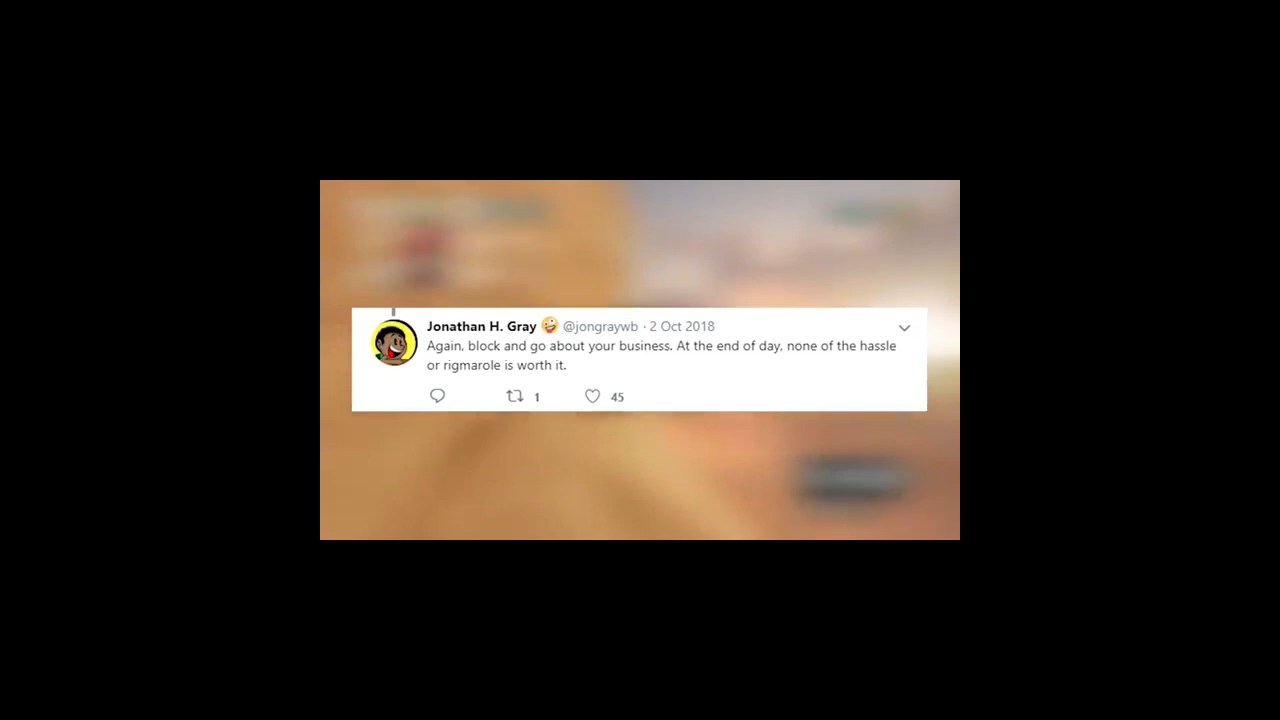 Jonathan H. Gray 🤪 @jongraywb · 2 Oct 2018
Again, block and go about your business. At the end of day, none of the hassle
or rigmarole is worth it.
1 45